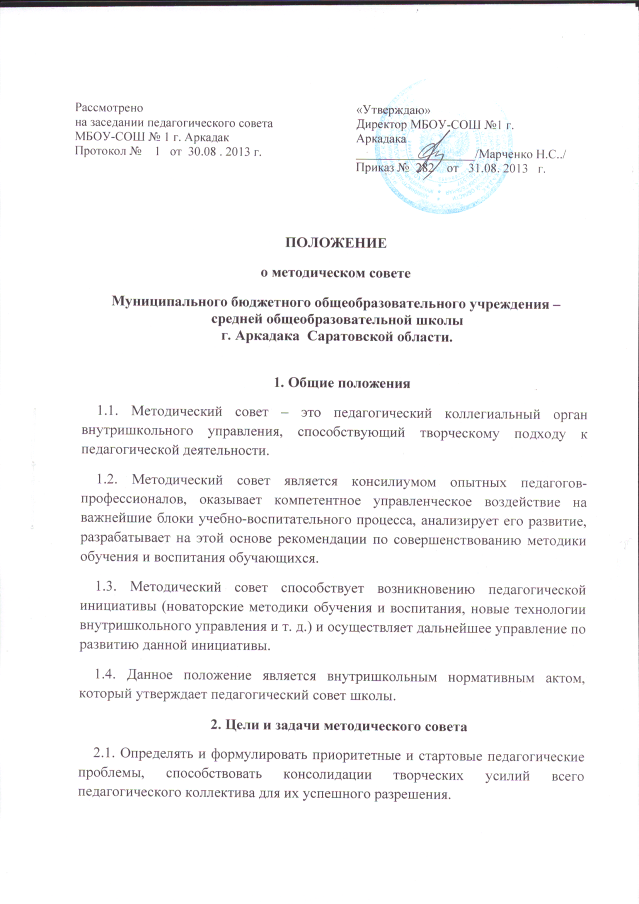 Рассмотрено
на заседании педагогического совета
МБОУ-СОШ № 1 г. Аркадак
Протокол № 1 от 30.08 . 2013 г.
«Утверждаю»
Директор МБОУ-СОШ №1 г.
Аркадака
___________________/Марченко Н.С../
Приказ № 282 от 31.08. 2013 г.
ПОЛОЖЕНИЕ
о методическом совете
Муниципального бюджетного общеобразовательного учреждения –
средней общеобразовательной школы
г. Аркадака Саратовской области.
1. Общие положения
1.1. Методический совет – это педагогический коллегиальный орган
внутришкольного управления, способствующий творческому подходу к
педагогической деятельности.
1.2. Методический совет является консилиумом опытных педагогов-
профессионалов, оказывает компетентное управленческое воздействие на
важнейшие блоки учебно-воспитательного процесса, анализирует его развитие,
разрабатывает на этой основе рекомендации по совершенствованию методики
обучения и воспитания обучающихся.
1.3. Методический совет способствует возникновению педагогической
инициативы (новаторские методики обучения и воспитания, новые технологии
внутришкольного управления и т. д.) и осуществляет дальнейшее управление по
развитию данной инициативы.
1.4. Данное положение является внутришкольным нормативным актом,
который утверждает педагогический совет школы.
2. Цели и задачи методического совета
2.1. Определять и формулировать приоритетные и стартовые педагогические
проблемы, способствовать консолидации творческих усилий всего
педагогического коллектива для их успешного разрешения.